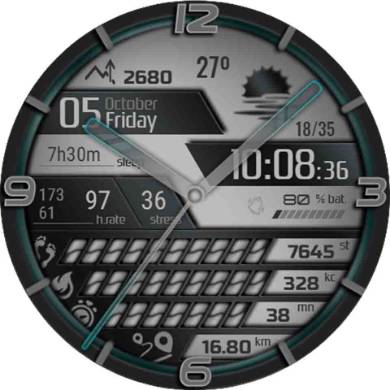 12
2680
27°
05 October
Friday
18/35
7h30m sleep
10:08:36
9
3
173
61
97
h.rate
36
stress
80 % bat.
7645 st
328 kc
38 mn
16.80 km
6